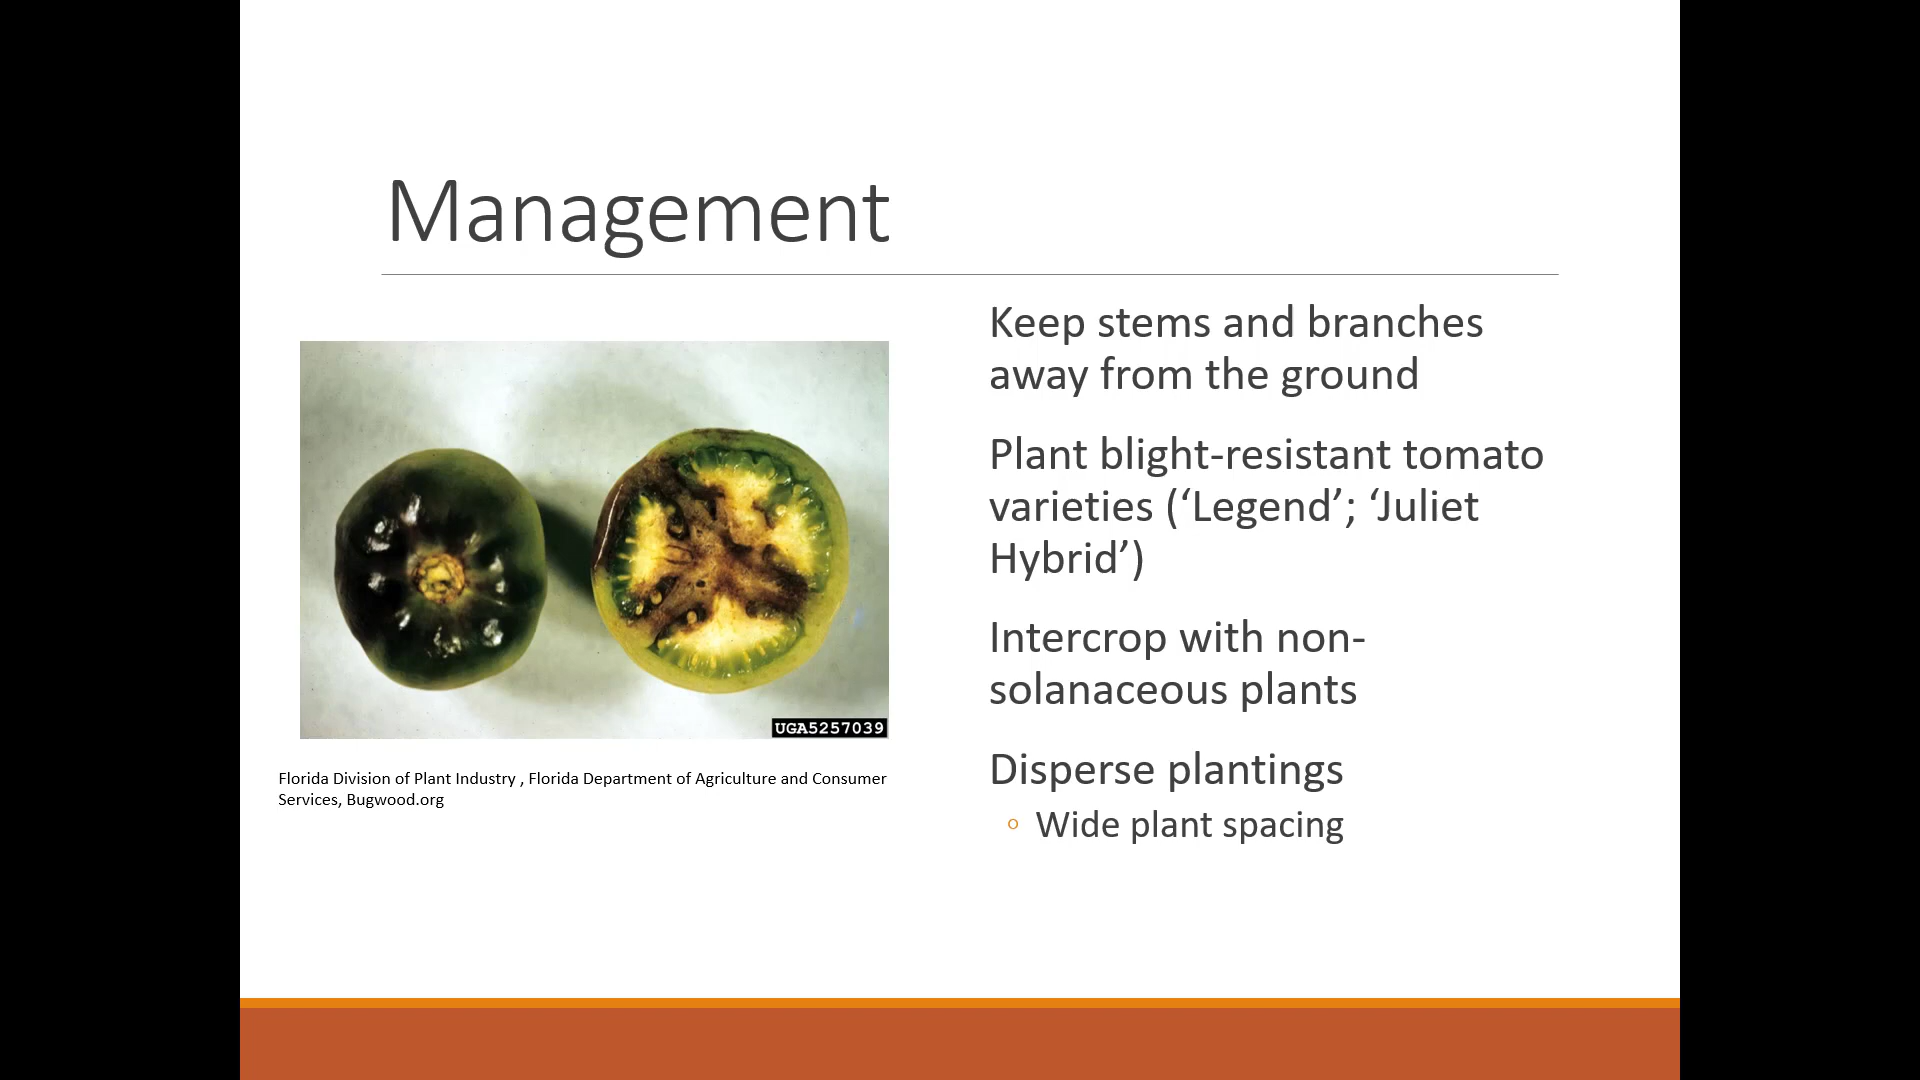 Management
Keep stems and branches
away from the ground
Plant blight-resistant tomato
varieties (‘Legend’; ‘Juliet
Hybrid’)
Intercrop with non-
solanaceous plants
Disperse plantings
o Wide plant spacing
UGA5257039
Florida Division of Plant Industry , Florida Department of Agriculture and Consumer
Services, Bugwood.org